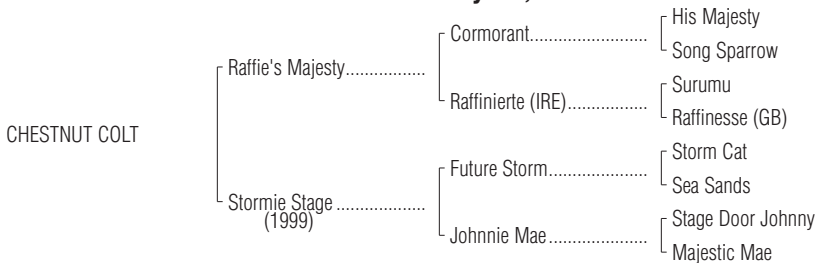 His Majesty
Cormorant
Song Sparrow
Raffie's Majesty
Surumu
Raffinierte (IRE)
Raffinesse (GB)
CHESTNUT COLT
Storm Cat
Future Storm
Sea Sands
Stormie Stage
(1999)
Stage Door Johnny
Johnnie Mae
Majestic Mae